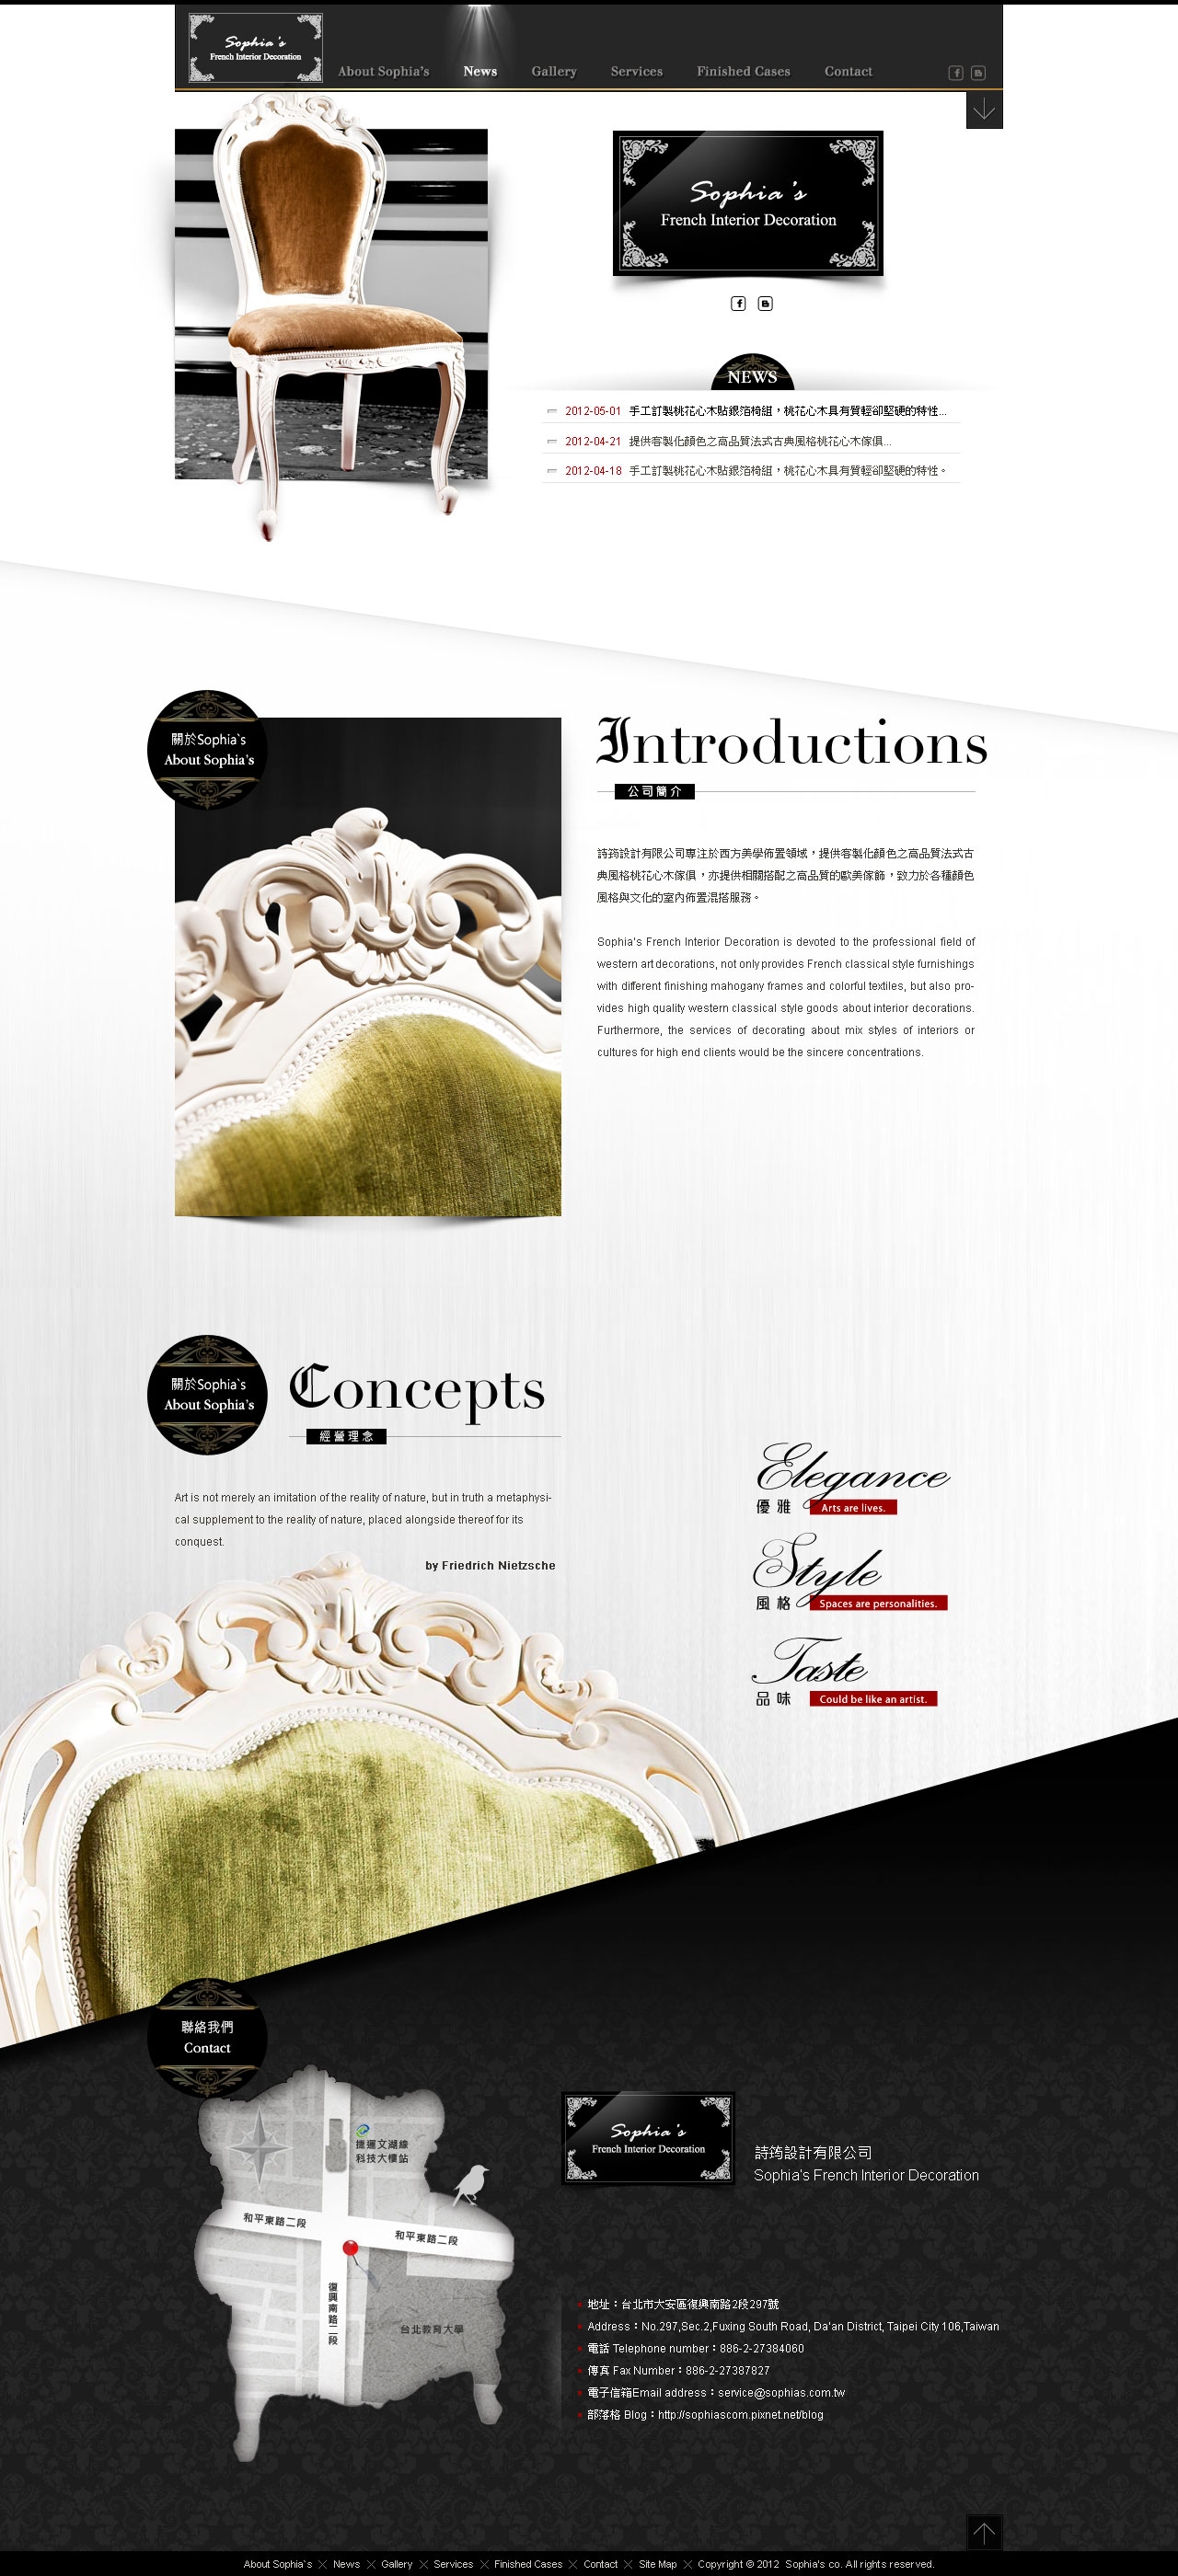 Sophia's
French Interior Decoration
About Sophia's News Gallery Services Finished Cases Contact
Sophia's
French Interior Decoration
NEWS
2012-05-01 手工訂製桃花心木貼銀箔椅組，桃花心木具有質輕卻堅硬的特性...
2012-04-21 提供客製化顏色之高品質法式古典風格桃花心木傢俱...
2012-04-18 手工訂製桃花心木貼銀箔椅組，桃花心木具有質輕卻堅硬的特性。
關於Sophia`s
About Sophia's
Introductions
公司簡介
詩筠設計有限公司專注於西方美學佈置領域，提供客製化顏色之高品質法式古
典風格桃花心木傢俱，亦提供相關搭配之高品質的歐美傢飾，致力於各種顏色
風格與文化的室內佈置混搭服務。
Sophia's French Interior Decoration is devoted to the professional field of
western art decorations, not only provides French classical style furnishings
with different finishing mahogany frames and colorful textiles, but also pro-
vides high quality western classical style goods about interior decorations.
Furthermore, the services of decorating about mix styles of interiors or
cultures for high end clients would be the sincere concentrations.
關於Sophia`s
About Sophia's
Concepts
經營理念
Art is not merely an imitation of the reality of nature, but in truth a metaphysi-
cal supplement to the reality of nature, placed alongside thereof for its
conquest.
by Friedrich Nietzsche
Elegance
優雅 Arts are lives.
Style
風格 Spaces are personalities.
Taste
品味 Could be like an artist.
聯絡我們
Contact
捷運文湖線
科技大樓站
和平東路二段
和平東路二段
復興南路二段
台北教育大學
Sophia's
French Interior Decoration
詩筠設計有限公司
Sophia's French Interior Decoration
地址：台北市大安區復興南路2段297號
Address：No.297,Sec.2,Fuxing South Road, Da'an District, Taipei City 106,Taiwan
電話 Telephone number：886-2-27384060
傳真 Fax Number：886-2-27387827
電子信箱Email address：service@sophias.com.tw
部落格 Blog：http://sophiascom.pixnet.net/blog
About Sophia`s News Gallery Services Finished Cases Contact Site Map Copyright © 2012 Sophia's co. All rights reserved.